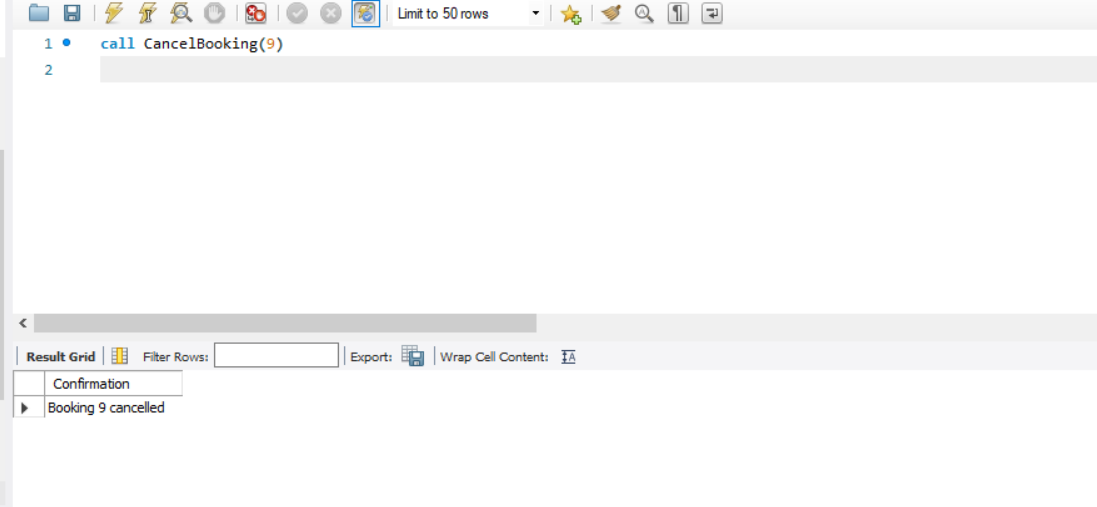 Limit to 50 rows
1 call CancelBooking(9)
2
Result Grid Filter Rows: Export: Wrap Cell Content:
Confirmation
Booking 9 cancelled